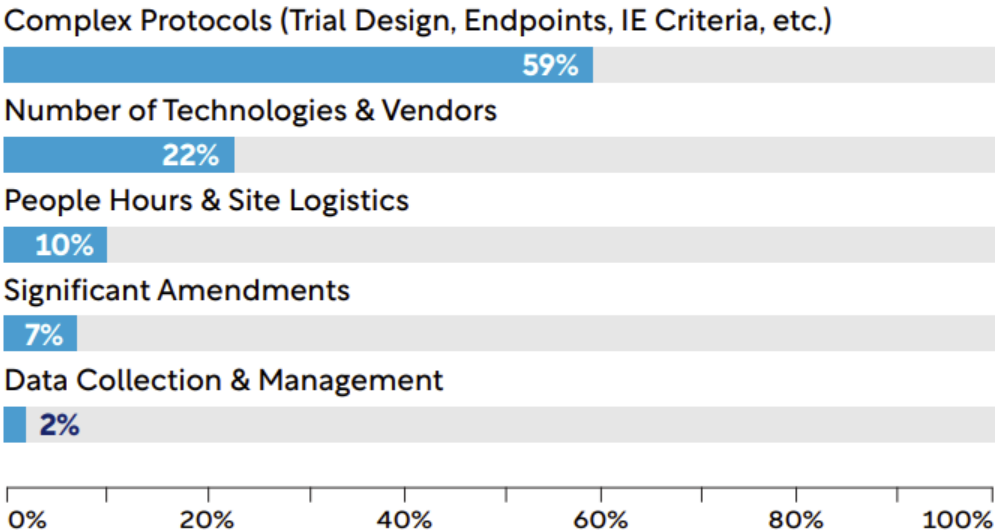 Complex Protocols (Trial Design, Endpoints, IE Criteria, etc.)
59%
Number of Technologies & Vendors
22%
People Hours & Site Logistics
10%
Significant Amendments
7%
Data Collection & Management
2%
0% 20% 40% 60% 80% 100%